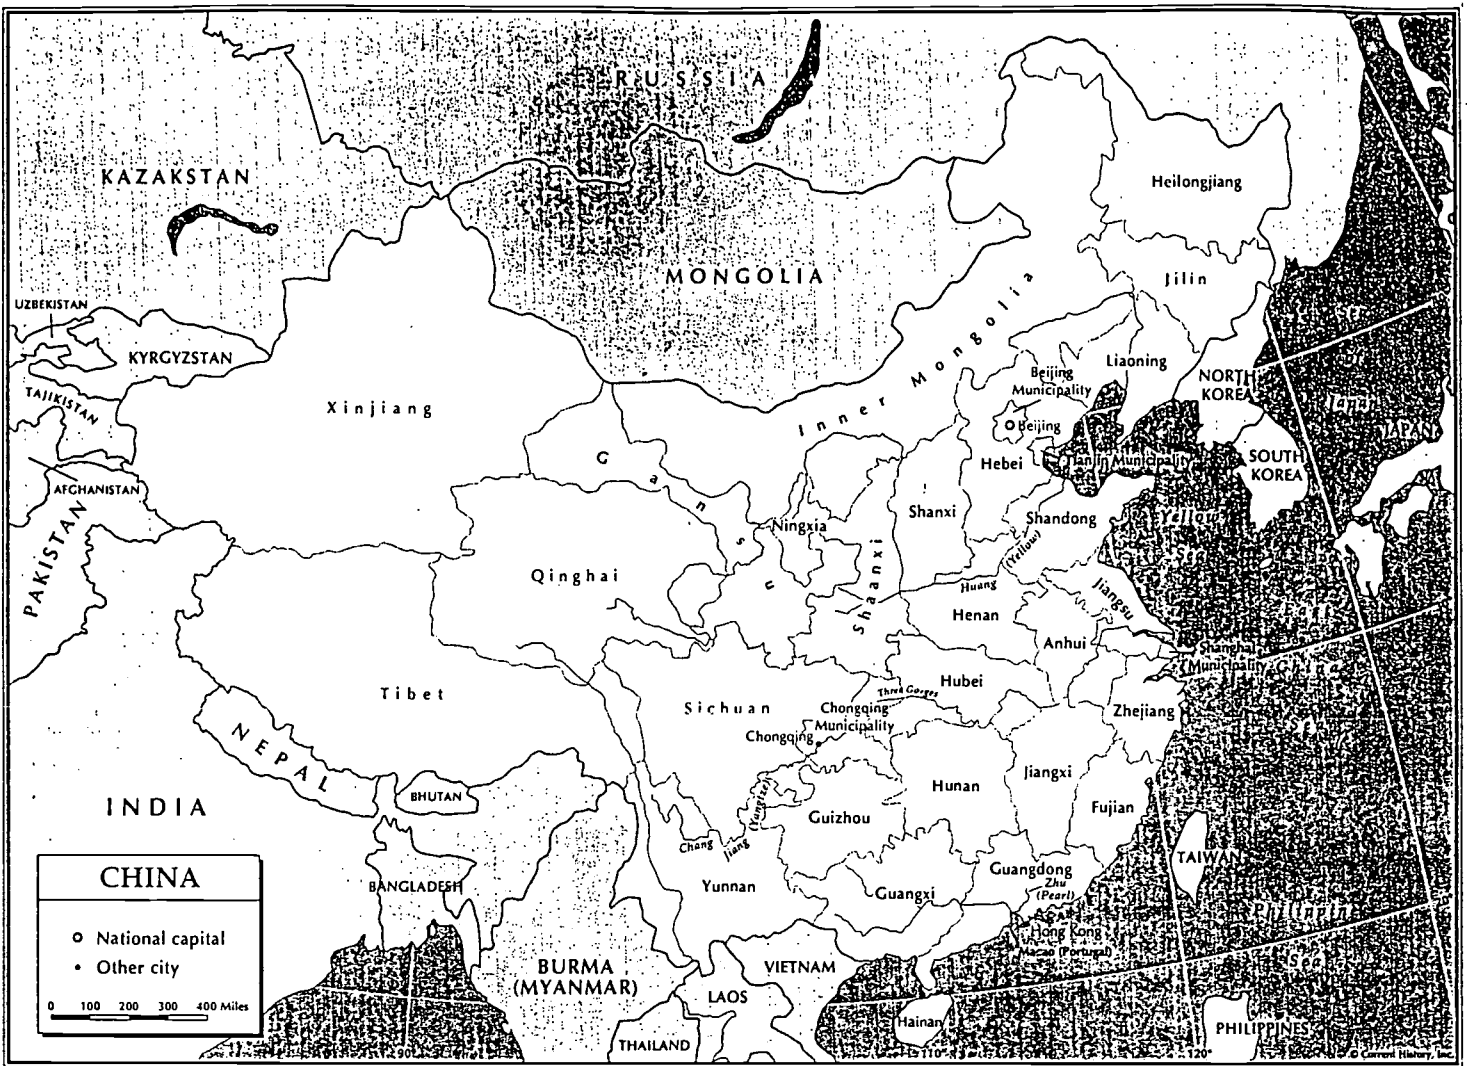 RUSSIA
KAZAKSTAN
Heilongjiang
MONGOLIA
Jilin
UZBEKISTAN
KYRGYZSTAN
Inner Mongolia
Liaoning
Beijing
Municipality
NORTH
KOREA
TAJIKISTAN
Xinjiang
Japan
JAPAN
Beijing
Gansu
Hebei
Tianjin Municipality
SOUTH
KOREA
AFGHANISTAN
Shanxi
Shandong
Yellow
Sea
Ningxia
PAKISTAN
(Yellow)
Qinghai
Shaanxi
Huang
Jiangsu
East
Henan
Anhui
Shanghai
Municipality
China
Tibet
Sichuan
Hubei
Three Gorges
Chongqing
Municipality
Zhejiang
Chongqing
NEPAL
Hunan
Jiangxi
BHUTAN
INDIA
(Yangtze)
Guizhou
Fujian
Chang
Jiang
TAIWAN
CHINA
BANGLADESH
Yunnan
Guangxi
Guangdong
Zhu
(Pearl)
Philippine
Sea
National capital
Other city
Hong Kong
Macao (Portugal)
BURMA
(MYANMAR)
VIETNAM
LAOS
0 100 200 300 400 Miles
Hainan
PHILIPPINES
THAILAND
90°
110°
120°
© Current History, Inc.